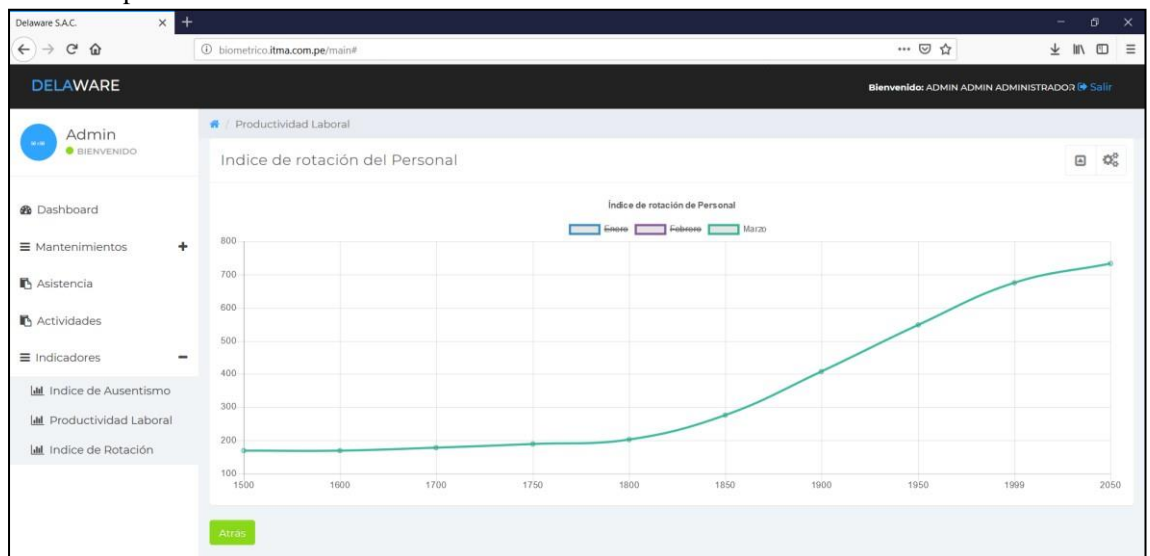 Delaware S.A.C.
biometrico.itma.com.pe/main#
DELAWARE
Bienvenido: ADMIN ADMIN ADMINISTRADOR Salir
Admin
BIENVENIDO
/ Productividad Laboral
Indice de rotación del Personal
Dashboard
Mantenimientos
Asistencia
Actividades
Indicadores
Indice de Ausentismo
Productividad Laboral
Indice de Rotación
Índice de rotación de Personal
Enero Febrero Marzo
800
700
600
500
400
300
200
100
1500 1600 1700 1750 1800 1850 1900 1950 1999 2050
Atrás